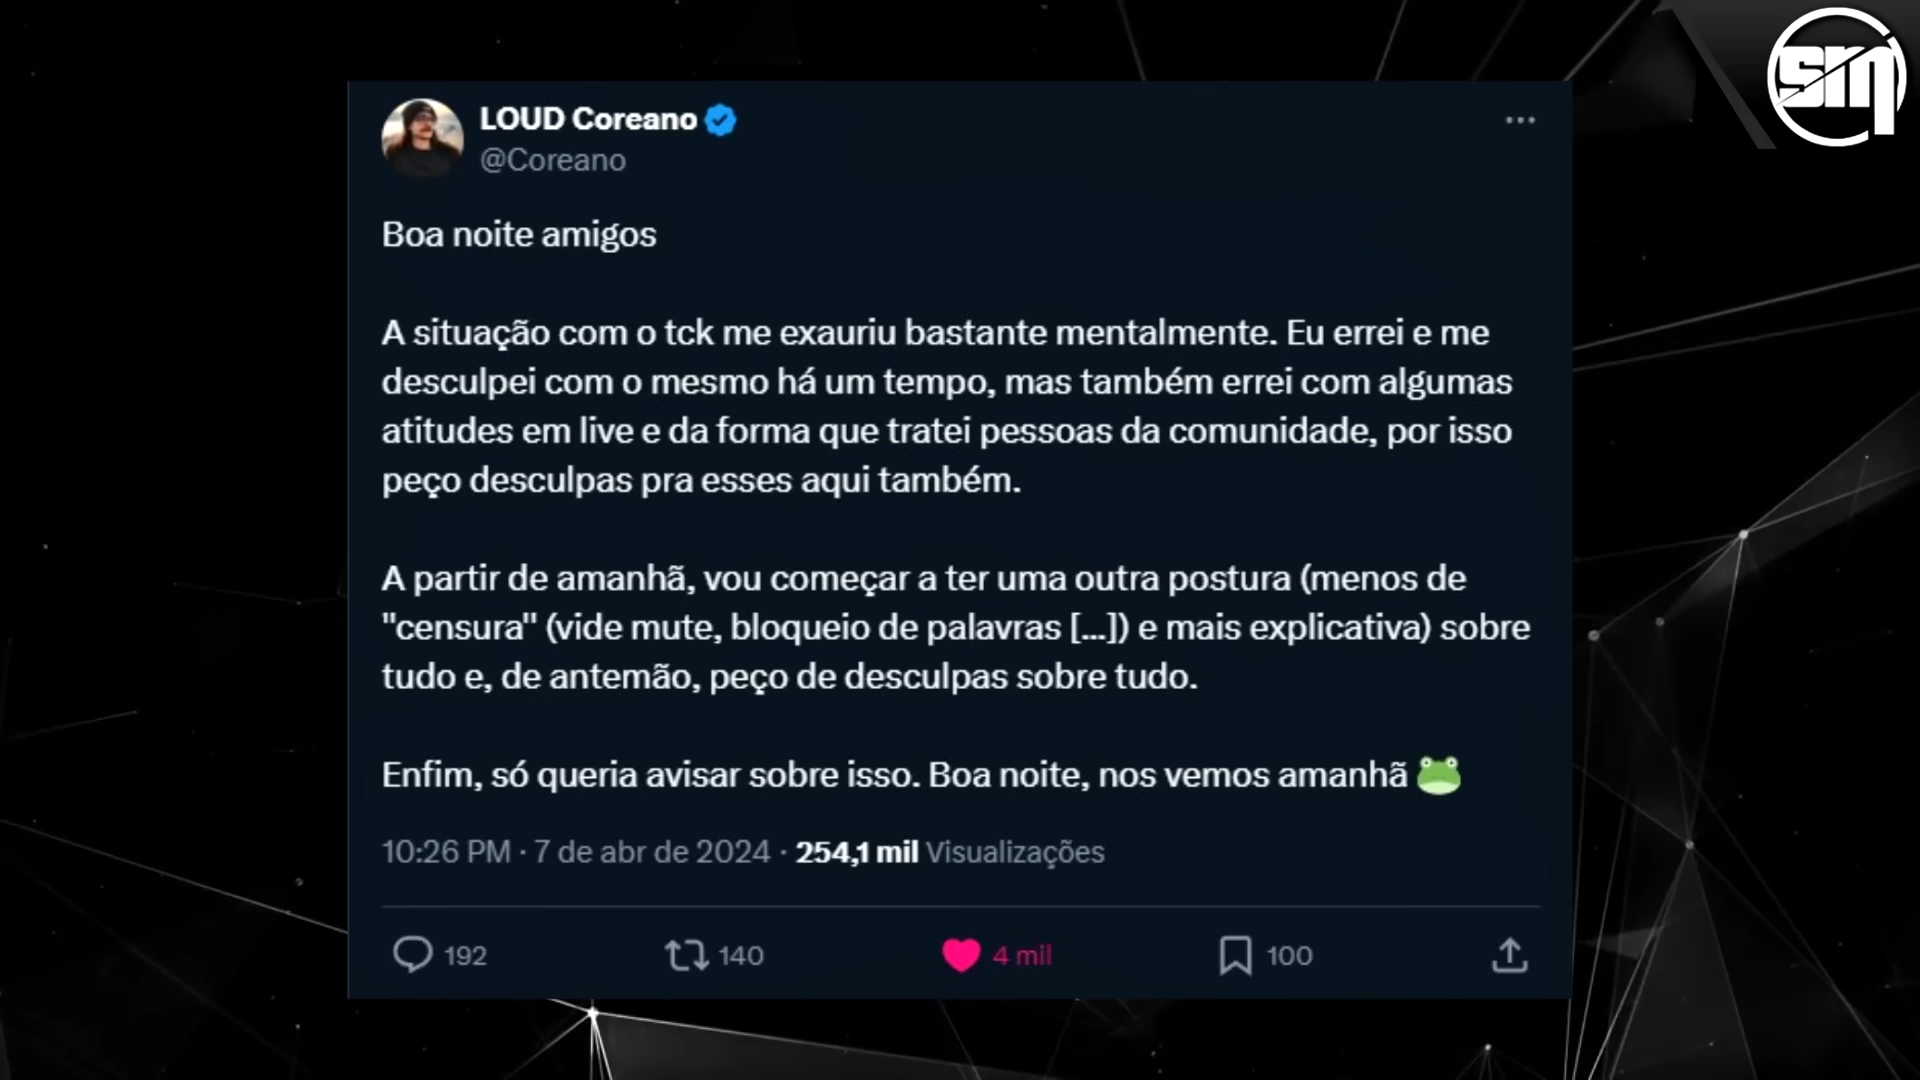 sm
LOUD Coreano
@Coreano
Boa noite amigos
A situação com o tck me exauriu bastante mentalmente. Eu errei e me
desculpei com o mesmo há um tempo, mas também errei com algumas
atitudes em live e da forma que tratei pessoas da comunidade, por isso
peço desculpas pra esses aqui também.
A partir de amanhã, vou começar a ter uma outra postura (menos de
"censura" (vide mute, bloqueio de palavras [...]) e mais explicativa) sobre
tudo e, de antemão, peço de desculpas sobre tudo.
Enfim, só queria avisar sobre isso. Boa noite, nos vemos amanhã 🐸
10:26 PM · 7 de abr de 2024 · 254,1 mil Visualizações
192 140 4 mil 100